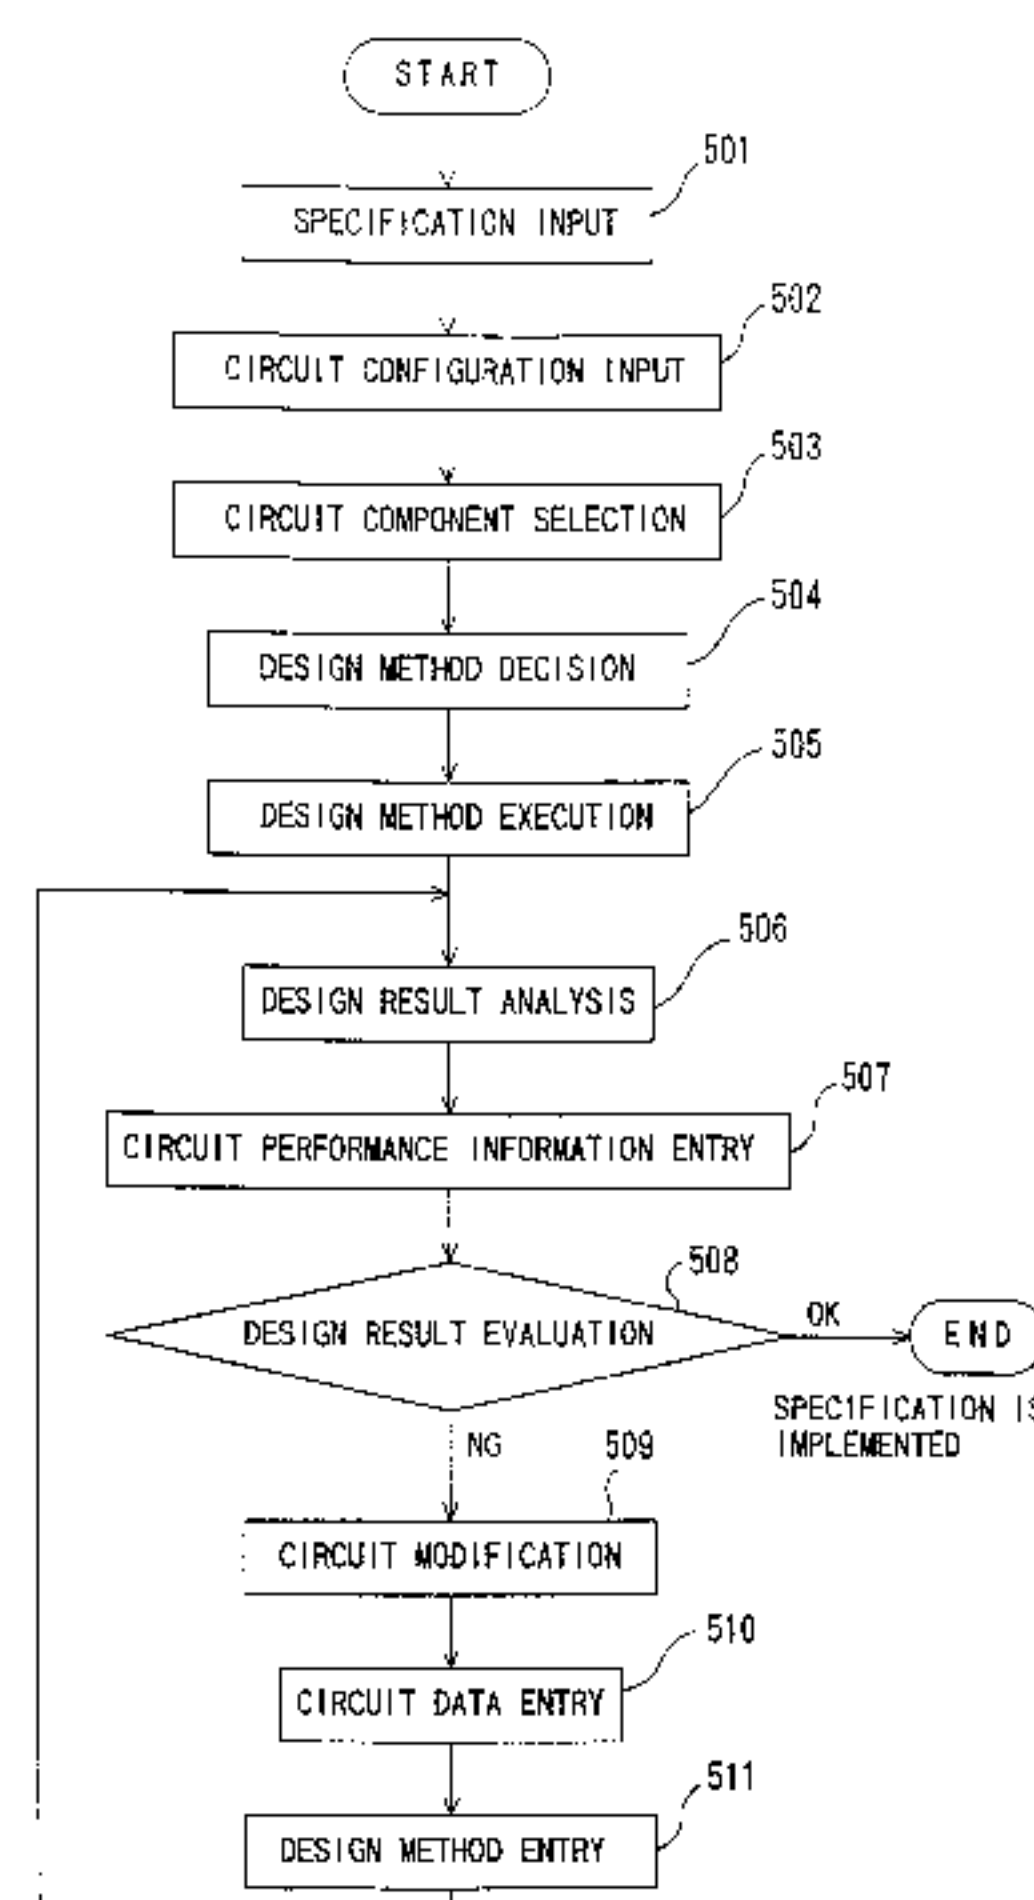 START
501
SPECIFICATION INPUT
502
CIRCUIT CONFIGURATION INPUT
503
CIRCUIT COMPONENT SELECTION
504
DESIGN METHOD DECISION
505
DESIGN METHOD EXECUTION
506
DESIGN RESULT ANALYSIS
507
CIRCUIT PERFORMANCE INFORMATION ENTRY
508
DESIGN RESULT EVALUATION
OK
END
SPECIFICATION IS
IMPLEMENTED
NG
509
CIRCUIT MODIFICATION
510
CIRCUIT DATA ENTRY
511
DESIGN METHOD ENTRY